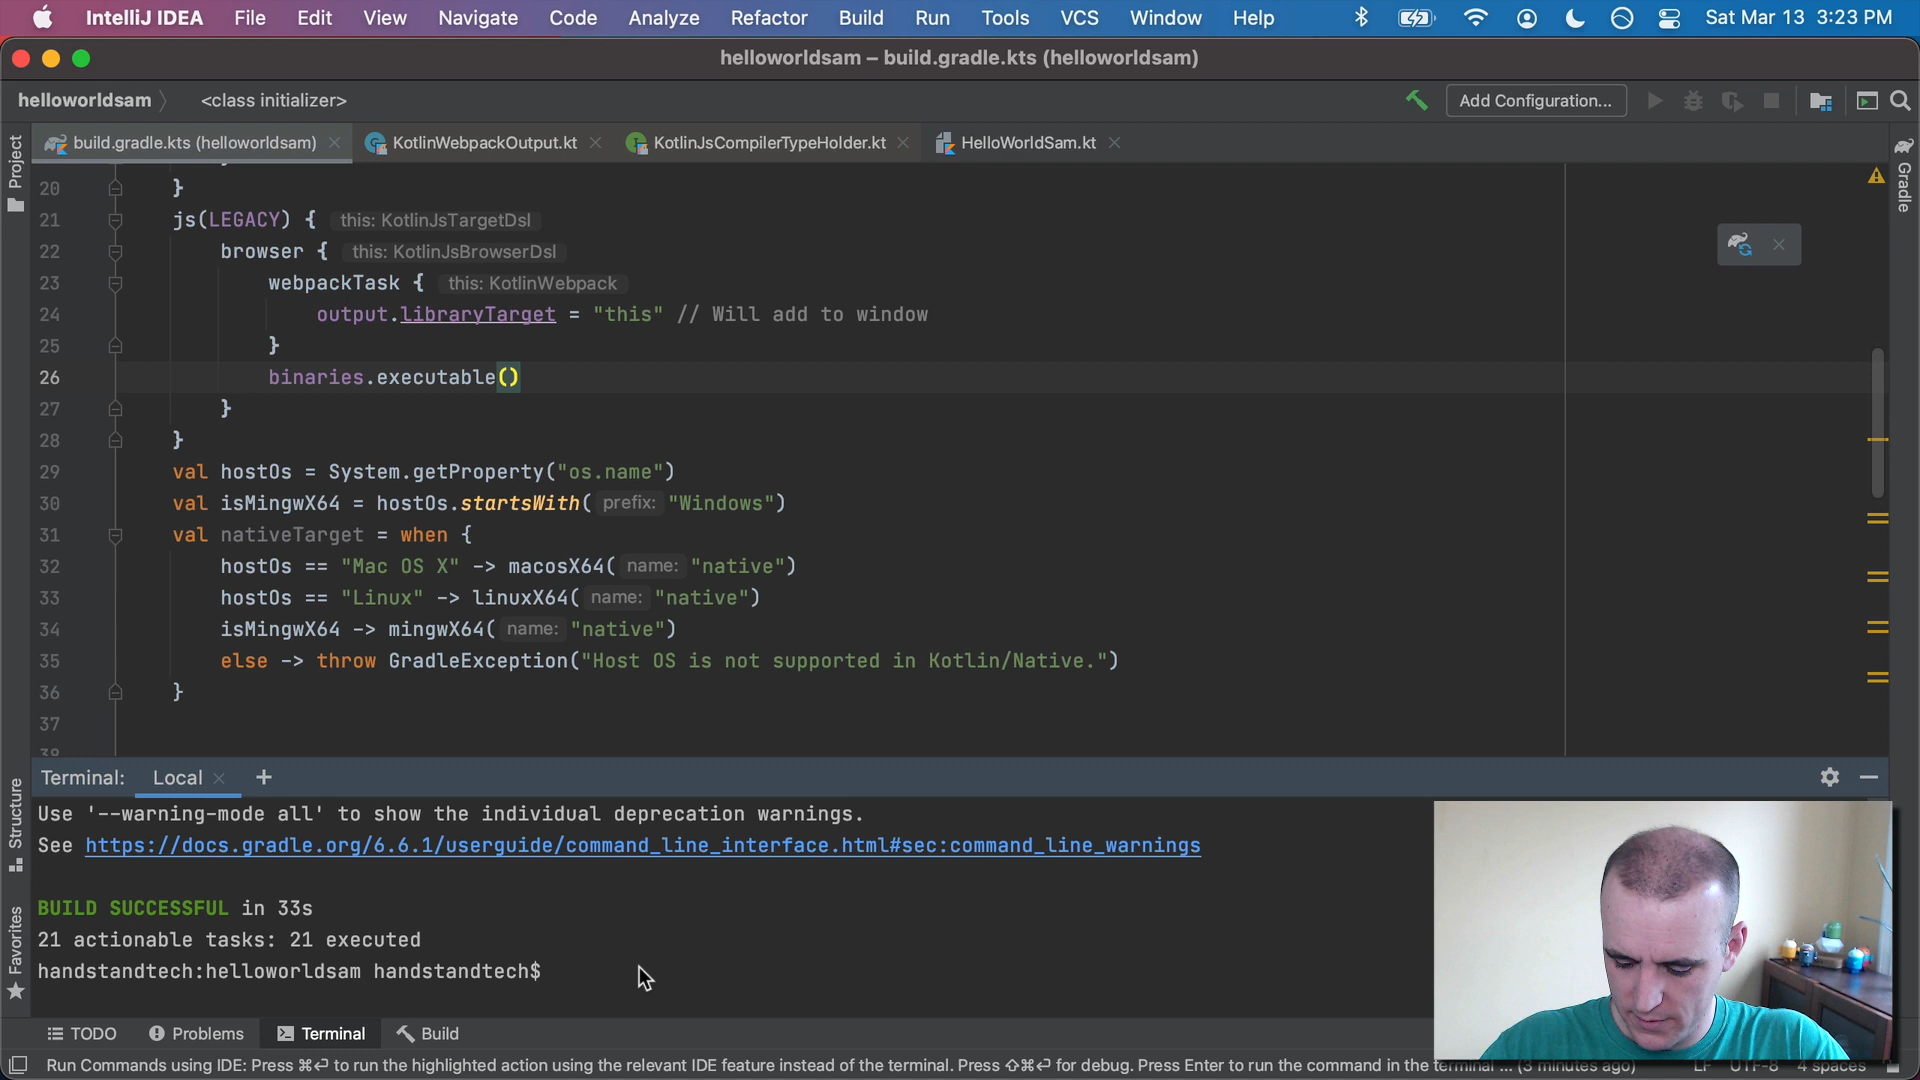 IntelliJ IDEA File Edit View Navigate Code Analyze Refactor Build Run Tools VCS Window Help Sat Mar 13 3:23 PM
helloworldsam – build.gradle.kts (helloworldsam)
helloworldsam <class initializer> Add Configuration...
build.gradle.kts (helloworldsam) KotlinWebpackOutput.kt KotlinJsCompilerTypeHolder.kt HelloWorldSam.kt
Project
Gradle
20 }
21 js(LEGACY) { this: KotlinJsTargetDsl
22 browser { this: KotlinJsBrowserDsl
23 webpackTask { this: KotlinWebpack
24 output.libraryTarget = "this" // Will add to window
25 }
26 binaries.executable()
27 }
28 }
29 val hostOs = System.getProperty("os.name")
30 val isMingwX64 = hostOs.startsWith( prefix: "Windows")
31 val nativeTarget = when {
32 hostOs == "Mac OS X" -> macosX64( name: "native")
33 hostOs == "Linux" -> linuxX64( name: "native")
34 isMingwX64 -> mingwX64( name: "native")
35 else -> throw GradleException("Host OS is not supported in Kotlin/Native.")
36 }
37
38
Terminal: Local +
Structure
Favorites
Use '--warning-mode all' to show the individual deprecation warnings.
See https://docs.gradle.org/6.6.1/userguide/command_line_interface.html#sec:command_line_warnings
BUILD SUCCESSFUL in 33s
21 actionable tasks: 21 executed
handstandtech:helloworldsam handstandtech$
TODO Problems Terminal Build
Run Commands using IDE: Press ⌘⏎ to run the highlighted action using the relevant IDE feature instead of the terminal. Press ⇧⌘⏎ for debug. Press Enter to run the command in the terminal ... (3 minutes ago) LF UTF-8 4 spaces